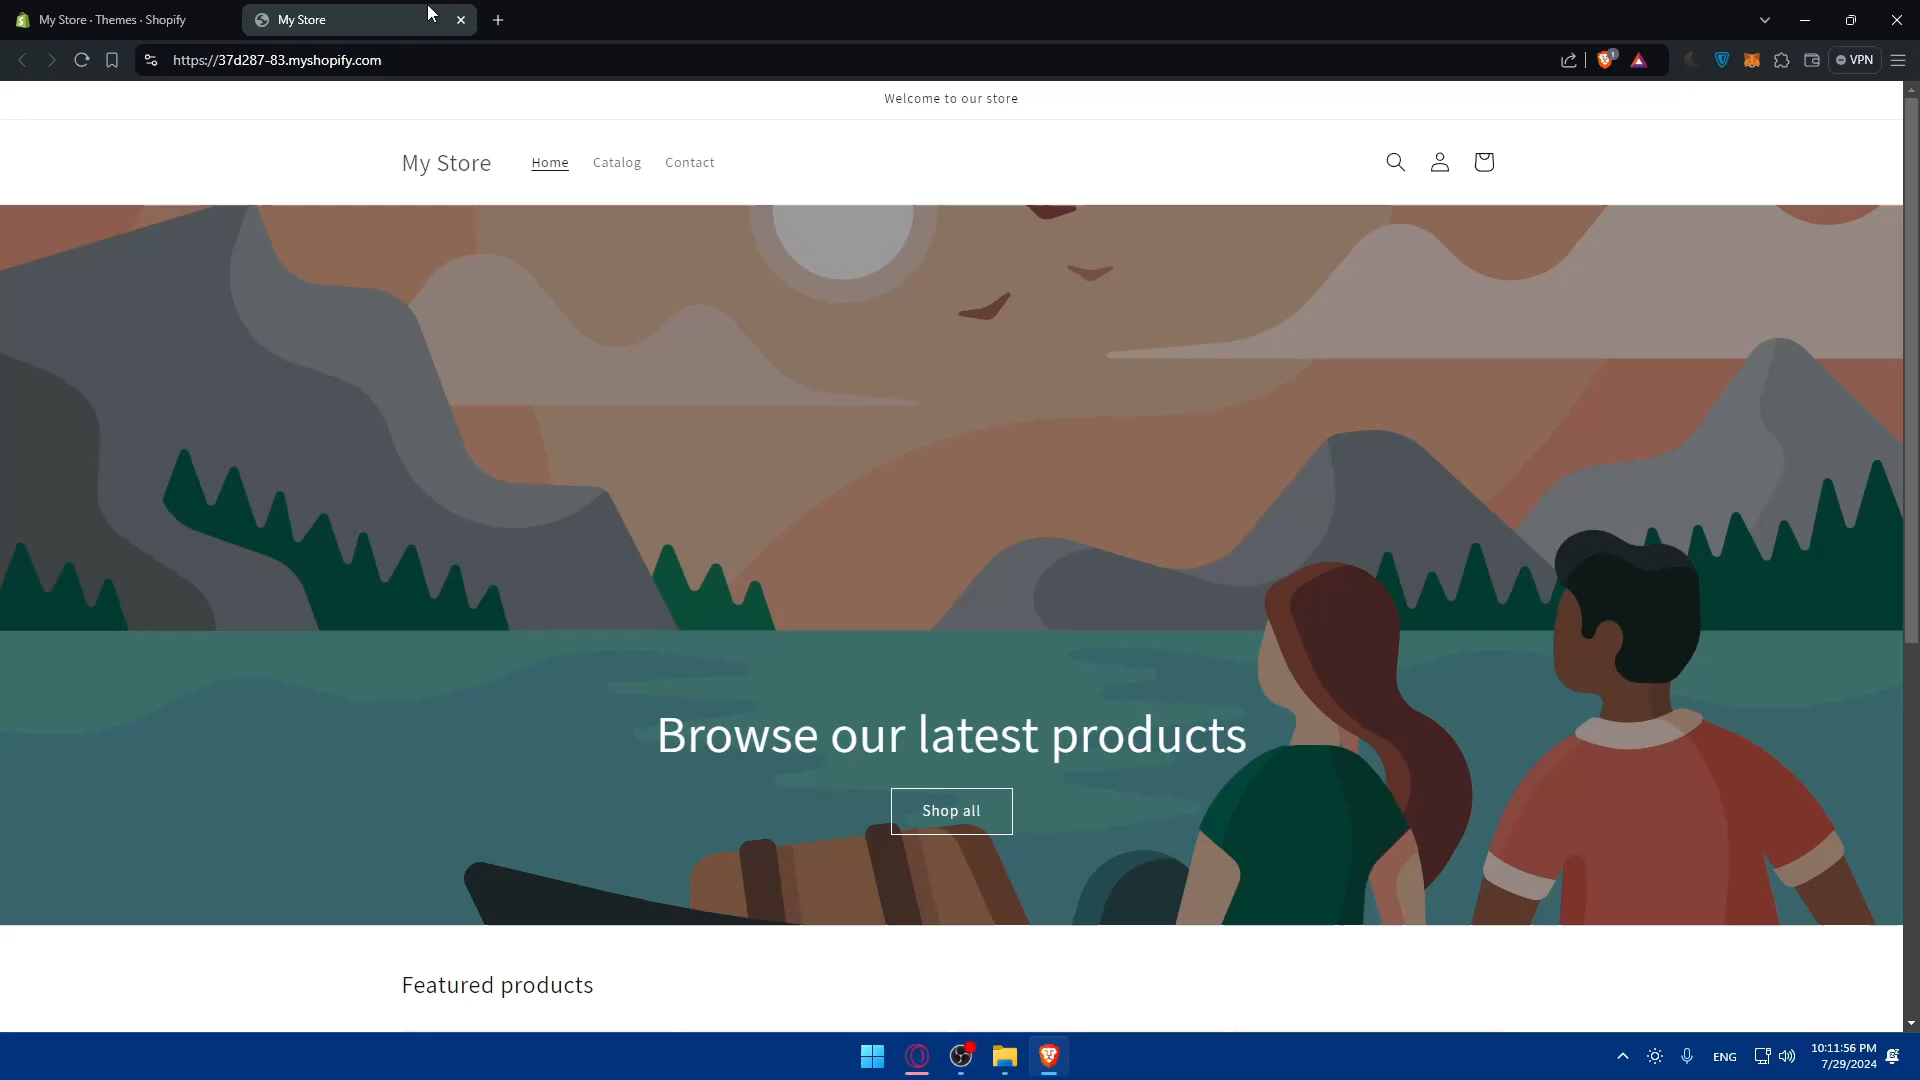 My Store · Themes · Shopify
My Store
https://37d287-83.myshopify.com
1
VPN
Welcome to our store
My Store
Home
Catalog
Contact
Browse our latest products
Shop all
Featured products
ENG
10:11:56 PM
7/29/2024